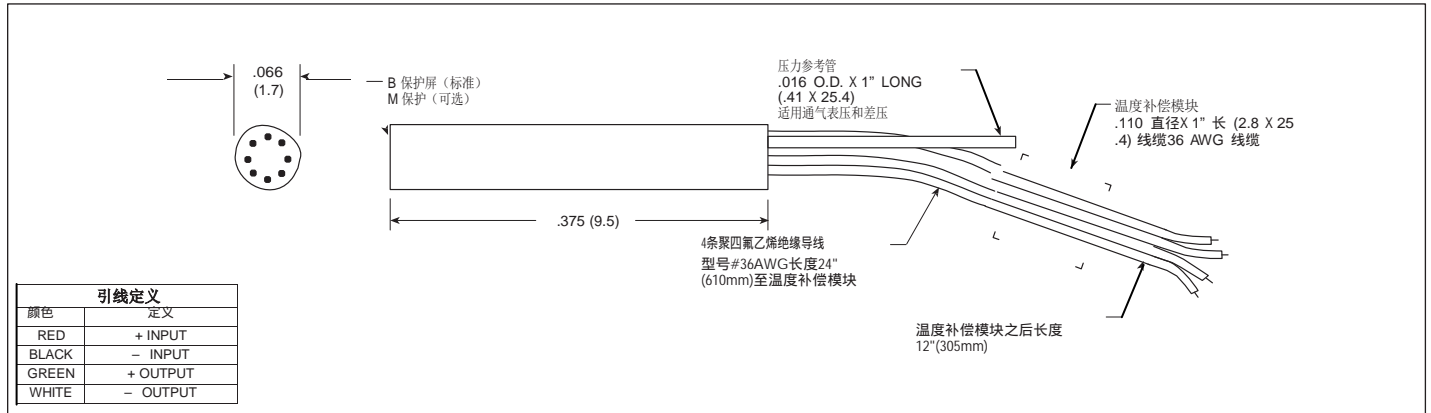 .066
(1.7)
B 保护屏（标准）
M 保护（可选）
压力参考管
.016 O.D. X 1” LONG
(.41 X 25.4)
适用通气表压和差压
温度补偿模块
.110 直径X 1” 长 (2.8 X 25
.4) 线缆36 AWG 线缆
.375 (9.5)
4条聚四氟乙烯绝缘导线
型号#36AWG长度24"
(610mm)至温度补偿模块
温度补偿模块之后长度
12"(305mm)
引线定义
颜色 定义
RED + INPUT
BLACK – INPUT
GREEN + OUTPUT
WHITE – OUTPUT